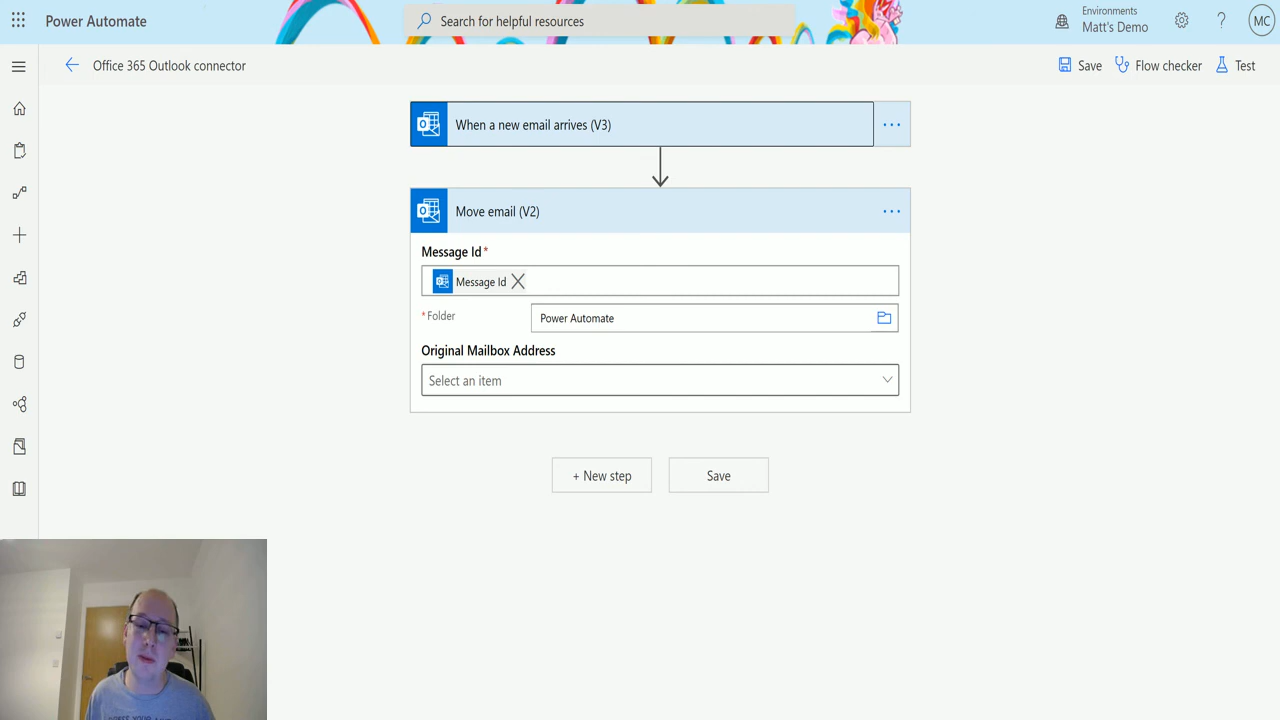 Power Automate
Search for helpful resources
Environments
Matt's Demo
?
MC
Office 365 Outlook connector
Save
Flow checker
Test
When a new email arrives (V3)
...
Move email (V2)
...
Message Id*
Message Id
*Folder
Power Automate
Original Mailbox Address
Select an item
+ New step
Save